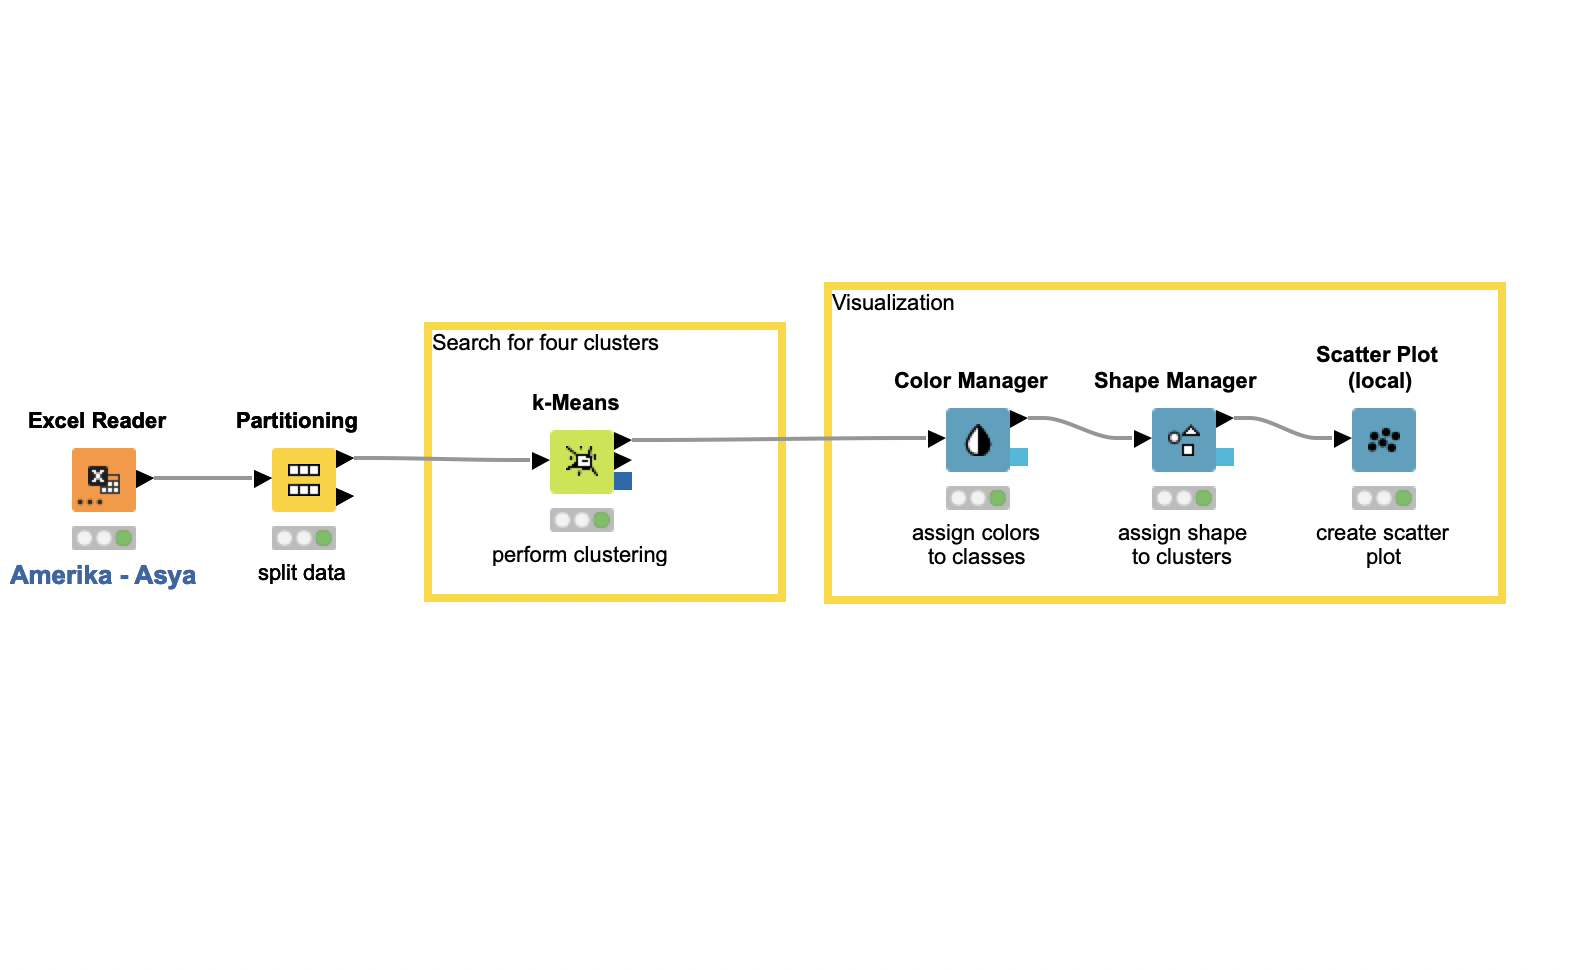 Excel Reader
Amerika - Asya
Partitioning
split data
Search for four clusters
k-Means
perform clustering
Visualization
Color Manager
assign colors
to classes
Shape Manager
assign shape
to clusters
Scatter Plot
(local)
create scatter
plot